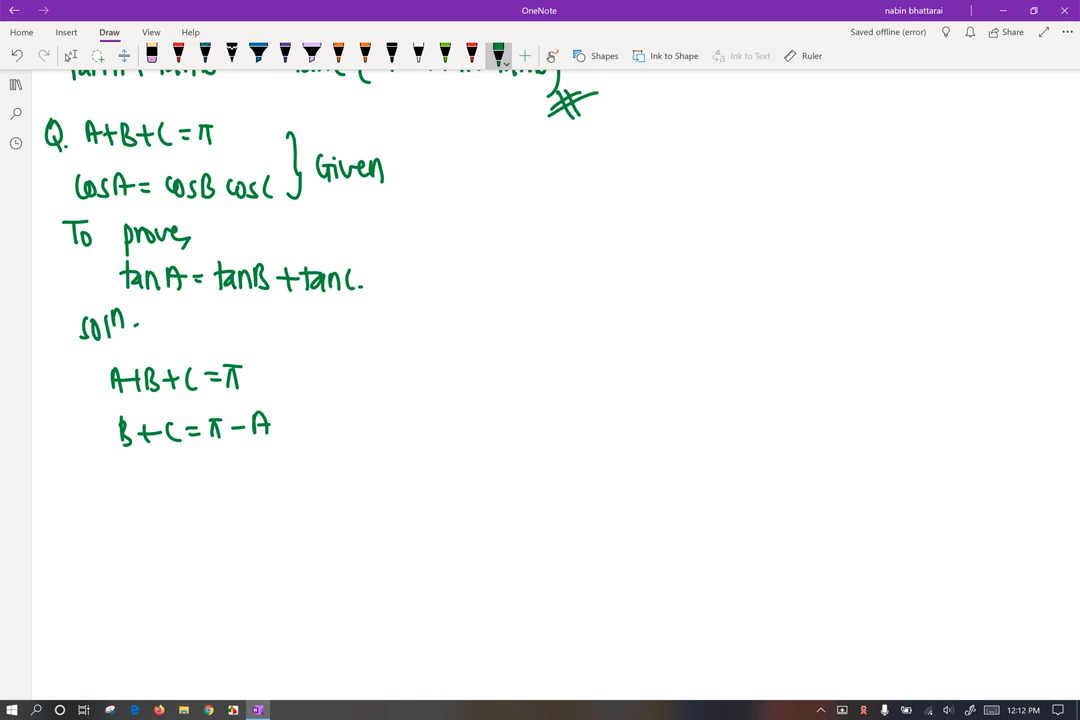 OneNote
nabin bhattarai
Home Insert Draw View Help
Saved offline (error) Share
Shapes Ink to Shape Ink to Text Ruler
Q. A+B+C=π
cosA = cosB cosC } Given
To prove,
tanA = tanB + tanC.
soln.
A+B+C = π
B+C = π - A
12:12 PM